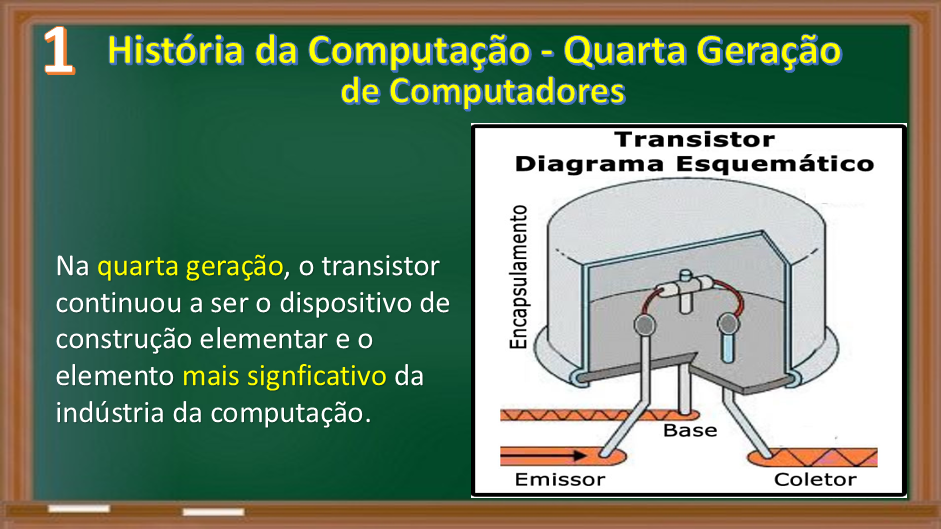 1
História da Computação - Quarta Geração
de Computadores
Na quarta geração, o transistor
continuou a ser o dispositivo de
construção elementar e o
elemento mais signficativo da
indústria da computação.
Transistor
Diagrama Esquemático
Encapsulamento
Base
Emissor
Coletor